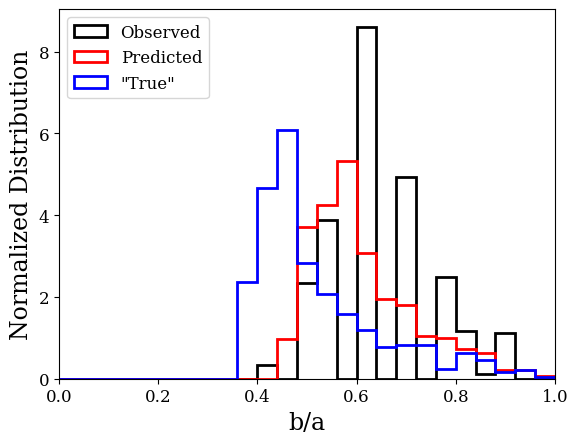 Observed
Predicted
"True"
Normalized Distribution
8
6
4
2
0
0.0 0.2 0.4 0.6 0.8 1.0
b/a